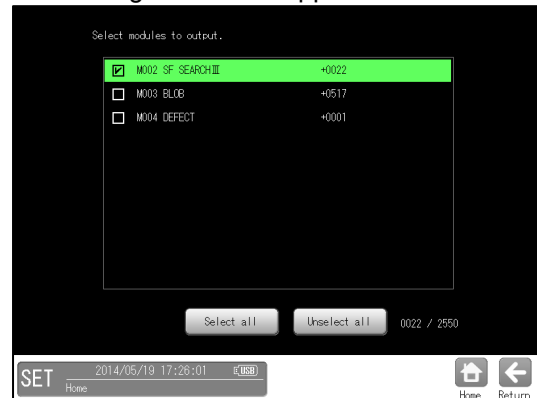 Select modules to output.
M002 SF SEARCHⅢ +0022
M003 BLOB +0517
M004 DEFECT +0001
Select all Unselect all 0022 / 2550
SET 2014/05/19 17:26:01 USB
Home
Home Return